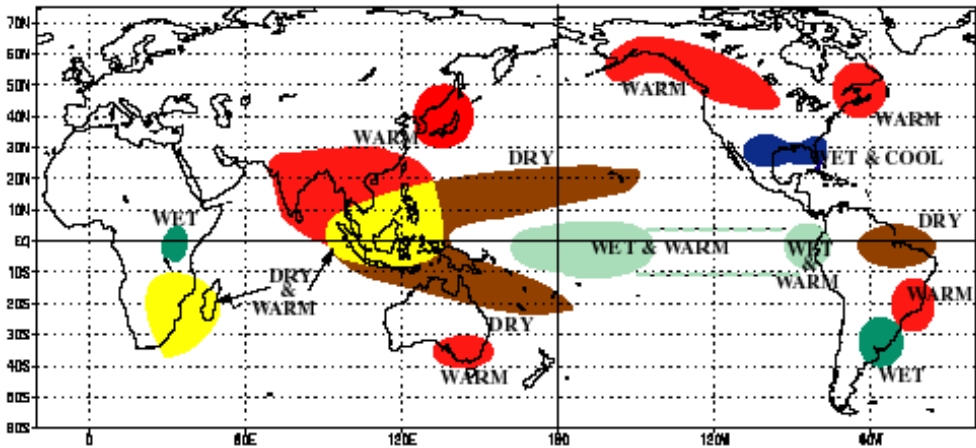 70N
60N
50N
40N
30N
20N
10N
EQ
10S
20S
30S
40S
50S
60S
WARM
WARM
WARM
DRY
WET & COOL
WET
DRY
WET & WARM
WET
&
WARM
DRY
&
WARM
WARM
DRY
WARM
WET
0
60E
120E
180
120W
60W